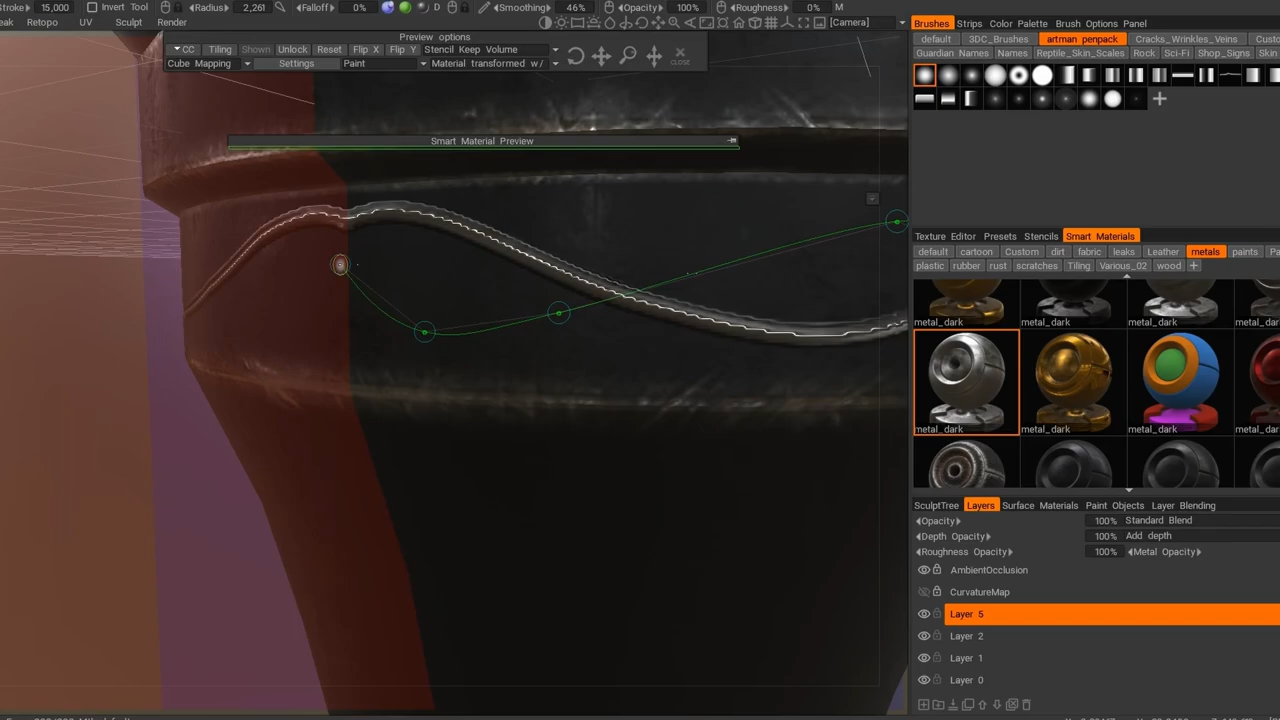 15,000 Invert Tool Radius 2,261 Falloff 0% D Smoothing 46% Opacity 100% Roughness 0% M
Retopo UV Sculpt Render [Camera]
Preview options
CC Tiling Shown Unlock Reset Flip X Flip Y Stencil Keep Volume
Cube Mapping Settings Paint Material transformed w/ CLOSE
Smart Material Preview
Brushes Strips Color Palette Brush Options Panel
default 3DC_Brushes artman penpack Cracks_Wrinkles_Veins
Guardian Names Names Reptile_Skin_Scales Rock Sci-Fi Shop_Signs Skin
Texture Editor Presets Stencils Smart Materials
default cartoon Custom dirt fabric leaks Leather metals paints
plastic rubber rust scratches Tiling Various_02 wood
metal_dark metal_dark metal_dark metal_dark
metal_dark metal_dark metal_dark metal_dark
SculptTree Layers Surface Materials Paint Objects Layer Blending
Opacity 100% Standard Blend
Depth Opacity 100% Add depth
Roughness Opacity 100% Metal Opacity
AmbientOcclusion
CurvatureMap
Layer 5
Layer 2
Layer 1
Layer 0